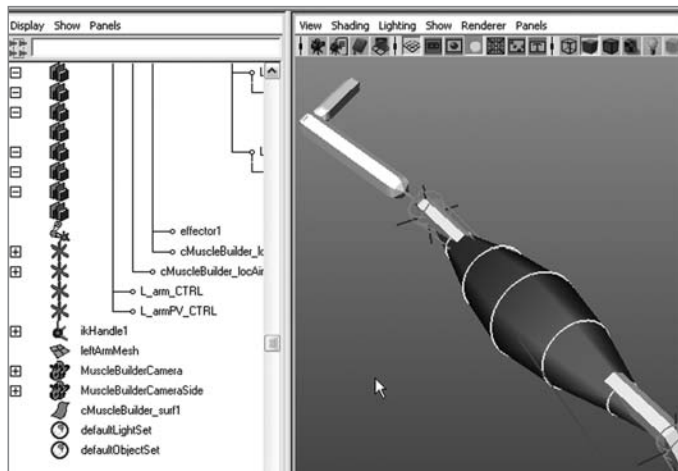 Display Show Panels
View Shading Lighting Show Renderer Panels
effector1
cMuscleBuilder_lo
cMuscleBuilder_locAir
L_arm_CTRL
L_armPV_CTRL
ikHandle1
leftArmMesh
MuscleBuilderCamera
MuscleBuilderCameraSide
cMuscleBuilder_surf1
defaultLightSet
defaultObjectSet